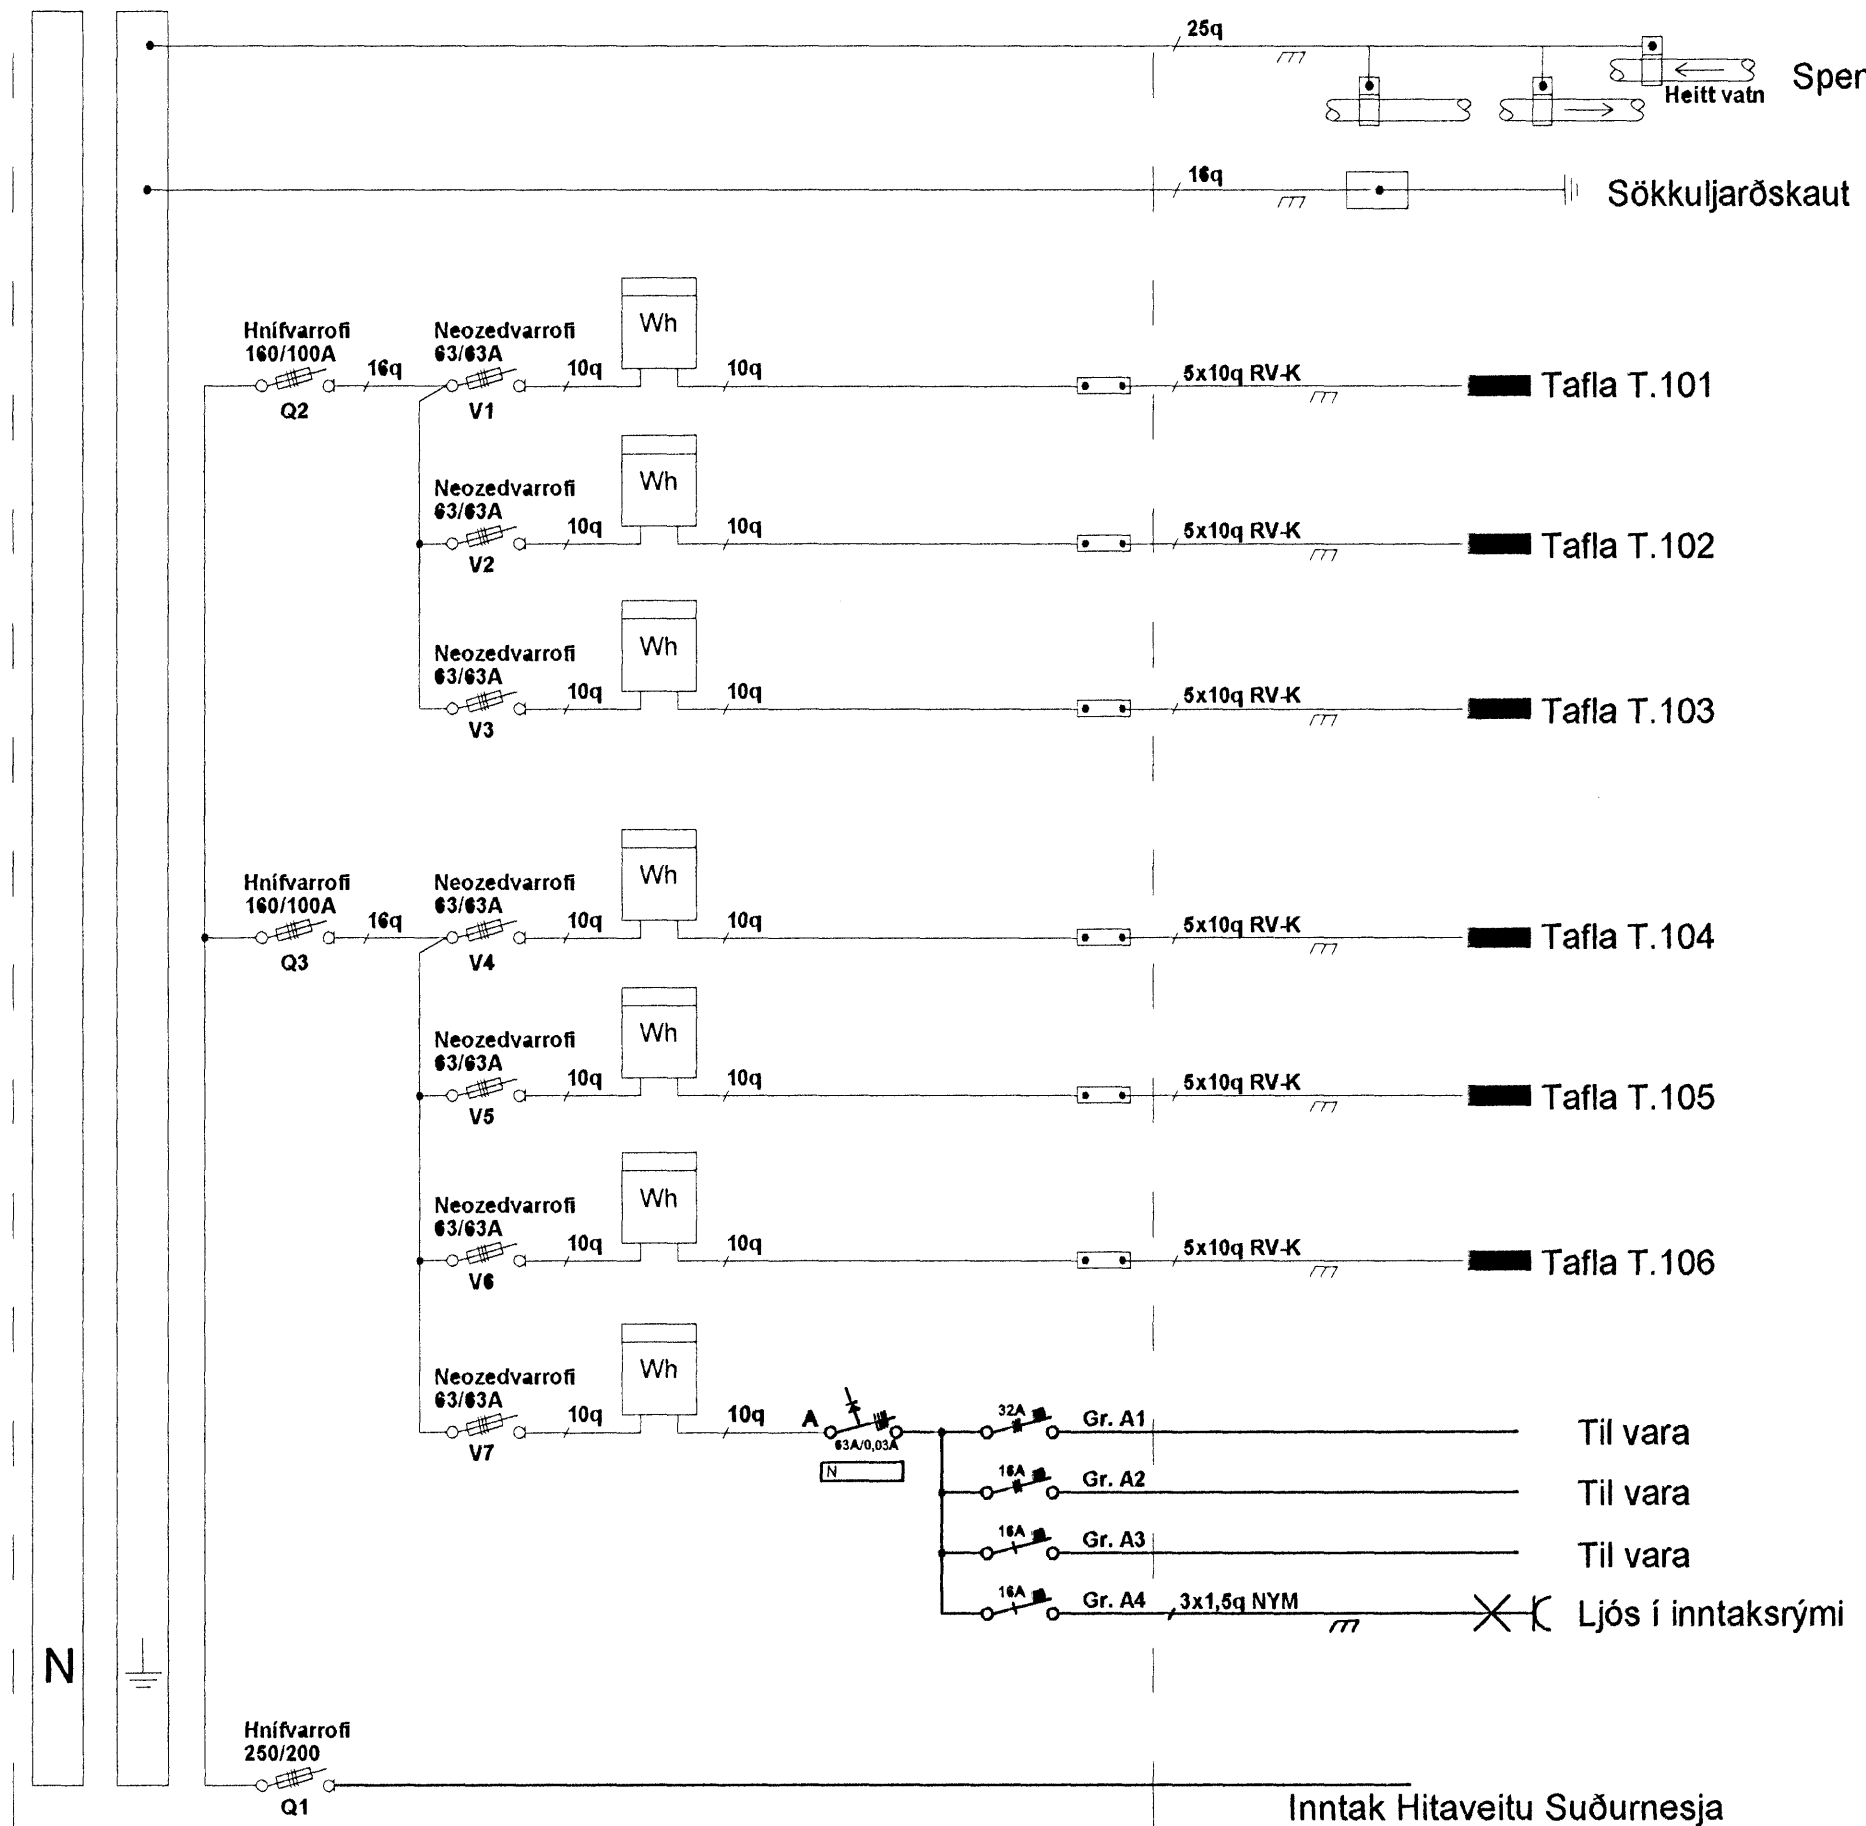 25q
Heitt vatn
16q
Sökkuljarðskaut
Hnífvarrofi
160/100A
Q2
16q
Neozedvarrofi
63/63A
V1
10q
Wh
10q
5x10q RV-K
Tafla T.101
Neozedvarrofi
63/63A
V2
10q
Wh
10q
5x10q RV-K
Tafla T.102
Neozedvarrofi
63/63A
V3
10q
Wh
10q
5x10q RV-K
Tafla T.103
Hnífvarrofi
160/100A
Q3
16q
Neozedvarrofi
63/63A
V4
10q
Wh
10q
5x10q RV-K
Tafla T.104
Neozedvarrofi
63/63A
V5
10q
Wh
10q
5x10q RV-K
Tafla T.105
Neozedvarrofi
63/63A
V6
10q
Wh
10q
5x10q RV-K
Tafla T.106
Neozedvarrofi
63/63A
V7
10q
Wh
10q
A
63A/0,03A
N
32A
Gr. A1
Til vara
16A
Gr. A2
Til vara
16A
Gr. A3
Til vara
16A
Gr. A4
3x1,5q NYM
Ljós í inntaksrými
N
Hnífvarrofi
250/200
Q1
Inntak Hitaveitu Suðurnesja